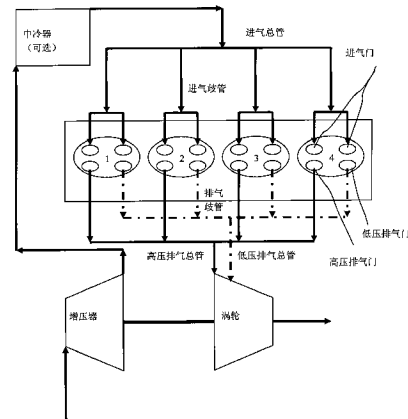 中冷器
（可选）
进气总管
进气门
进气歧管
1
2
3
4
排气
歧管
低压排气门
高压排气总管
低压排气总管
高压排气门
增压器
涡轮